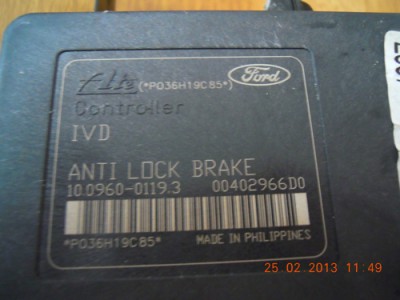 Ate (*P036H19C85*) Ford
Controller
IVD
ANTI LOCK BRAKE
10.0960-0119.3 00402966D0
*P036H19C85*
MADE IN PHILIPPINES
25.02.2013 11:49